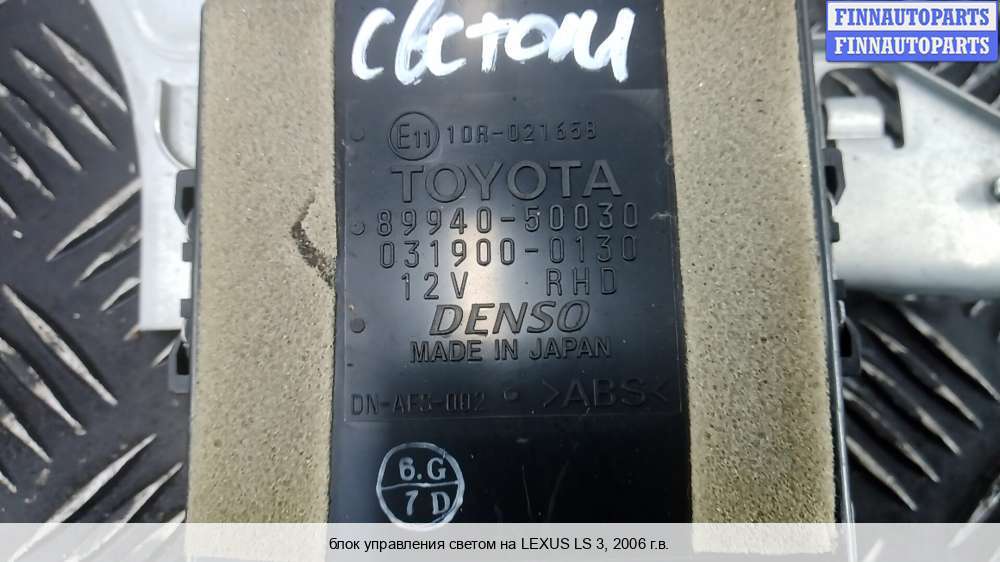 FINNAUTOPARTS
FINNAUTOPARTS
светом
E11 10R-021658
TOYOTA
89940-50030
031900-0130
12V RHD
DENSO
MADE IN JAPAN
DN-AFS-002 >ABS<
6.G
7D
блок управления светом на LEXUS LS 3, 2006 г.в.